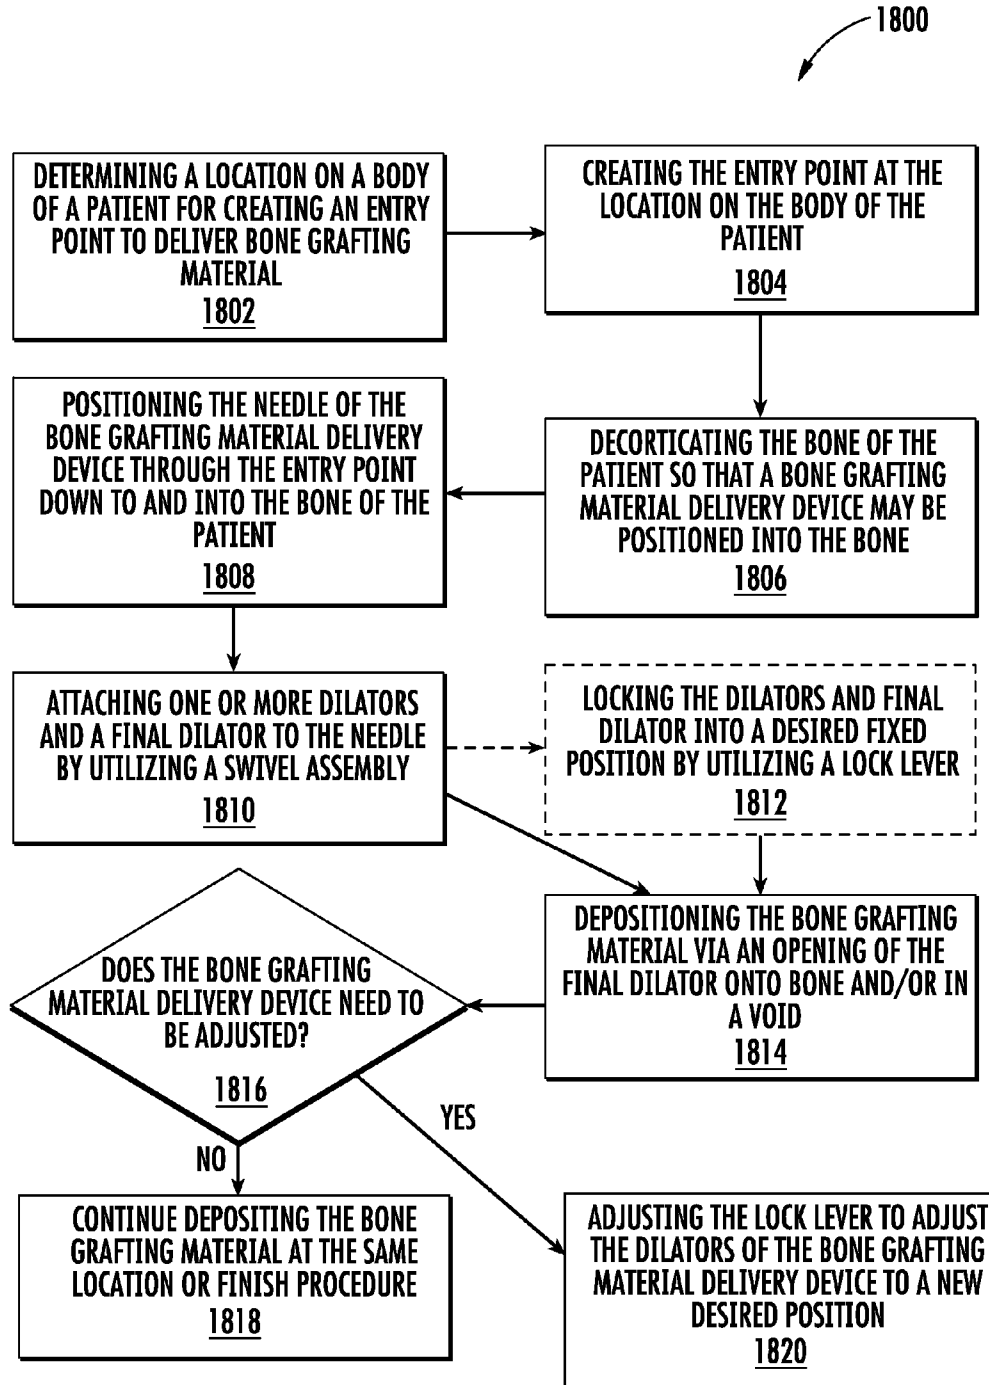 1800
DETERMINING A LOCATION ON A BODY
OF A PATIENT FOR CREATING AN ENTRY
POINT TO DELIVER BONE GRAFTING
MATERIAL
1802
CREATING THE ENTRY POINT AT THE
LOCATION ON THE BODY OF THE
PATIENT
1804
DECORTICATING THE BONE OF THE
PATIENT SO THAT A BONE GRAFTING
MATERIAL DELIVERY DEVICE MAY BE
POSITIONED INTO THE BONE
1806
POSITIONING THE NEEDLE OF THE
BONE GRAFTING MATERIAL DELIVERY
DEVICE THROUGH THE ENTRY POINT
DOWN TO AND INTO THE BONE OF THE
PATIENT
1808
ATTACHING ONE OR MORE DILATORS
AND A FINAL DILATOR TO THE NEEDLE
BY UTILIZING A SWIVEL ASSEMBLY
1810
LOCKING THE DILATORS AND FINAL
DILATOR INTO A DESIRED FIXED
POSITION BY UTILIZING A LOCK LEVER
1812
DEPOSITIONING THE BONE GRAFTING
MATERIAL VIA AN OPENING OF THE
FINAL DILATOR ONTO BONE AND/OR IN
A VOID
1814
DOES THE BONE GRAFTING
MATERIAL DELIVERY DEVICE NEED TO
BE ADJUSTED?
1816
YES
NO
CONTINUE DEPOSITING THE BONE
GRAFTING MATERIAL AT THE SAME
LOCATION OR FINISH PROCEDURE
1818
ADJUSTING THE LOCK LEVER TO ADJUST
THE DILATORS OF THE BONE GRAFTING
MATERIAL DELIVERY DEVICE TO A NEW
DESIRED POSITION
1820